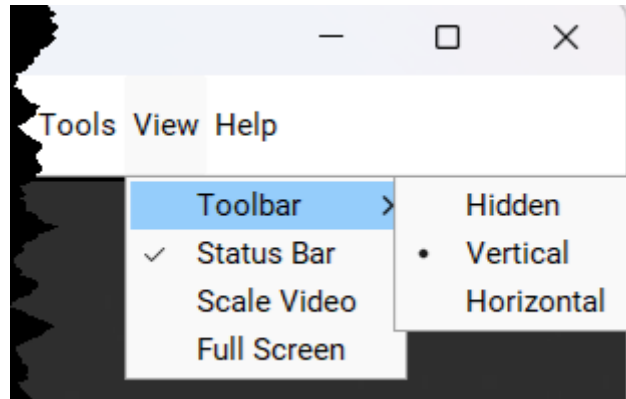 Tools View Help
Toolbar
Status Bar
Scale Video
Full Screen
Hidden
Vertical
Horizontal